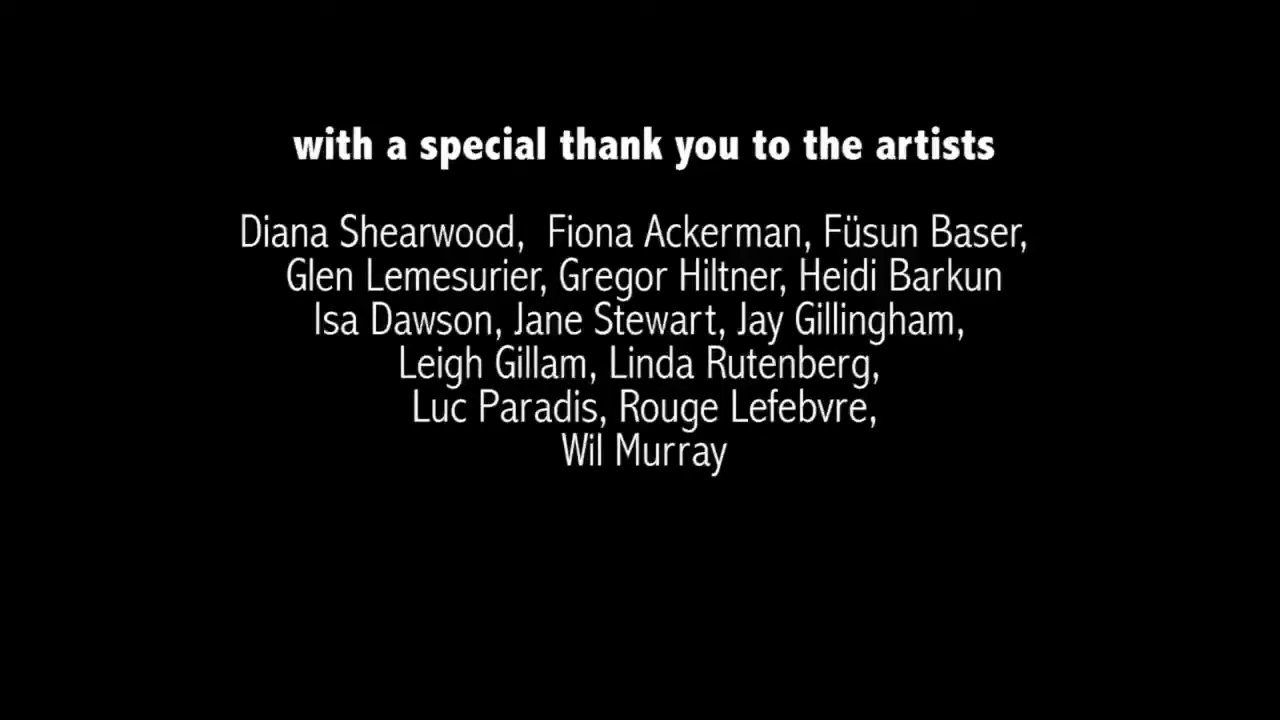 with a special thank you to the artists
Diana Shearwood,  Fiona Ackerman, Füsun Baser,
Glen Lemesurier, Gregor Hiltner, Heidi Barkun
Isa Dawson, Jane Stewart, Jay Gillingham,
Leigh Gillam, Linda Rutenberg,
Luc Paradis, Rouge Lefebvre,
Wil Murray